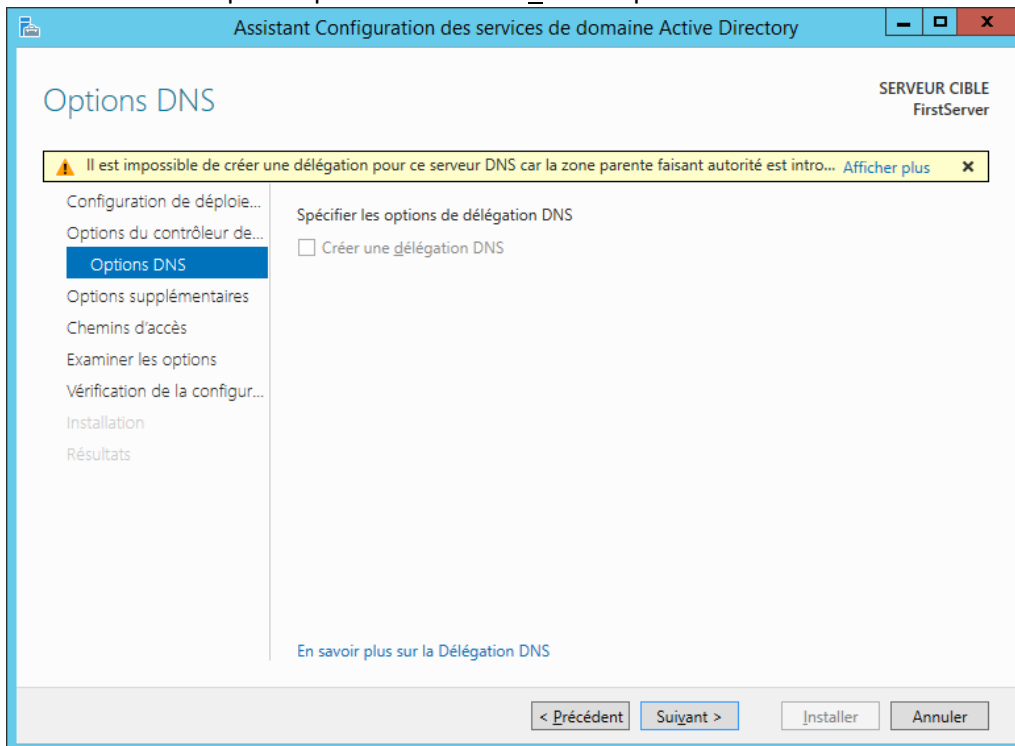 Assistant Configuration des services de domaine Active Directory
Options DNS
SERVEUR CIBLE
FirstServer
Il est impossible de créer une délégation pour ce serveur DNS car la zone parente faisant autorité est intro... Afficher plus
Configuration de déploie...
Options du contrôleur de...
Options DNS
Options supplémentaires
Chemins d'accès
Examiner les options
Vérification de la configur...
Installation
Résultats
Spécifier les options de délégation DNS
Créer une délégation DNS
En savoir plus sur la Délégation DNS
< Précédent Suivant > Installer Annuler